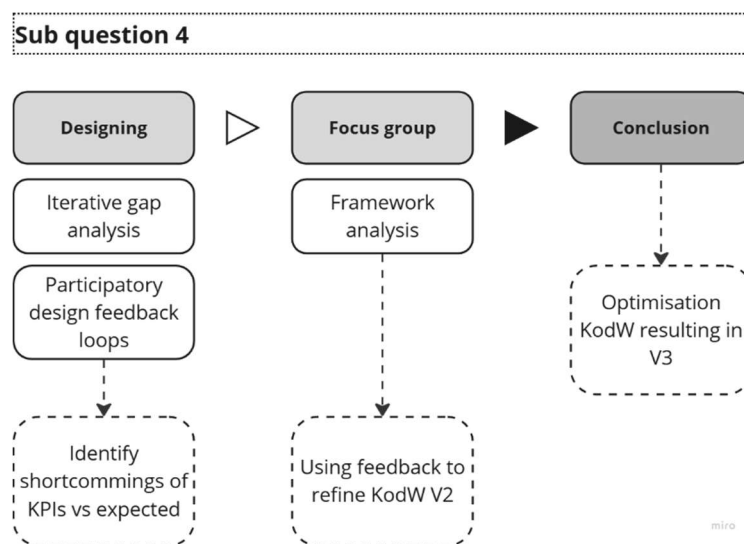 Sub question 4
Designing
Focus group
Conclusion
Iterative gap
analysis
Framework
analysis
Participatory
design feedback
loops
Optimisation
KodW resulting in
V3
Identify
shortcommings of
KPIs vs expected
Using feedback to
refine KodW V2
miro